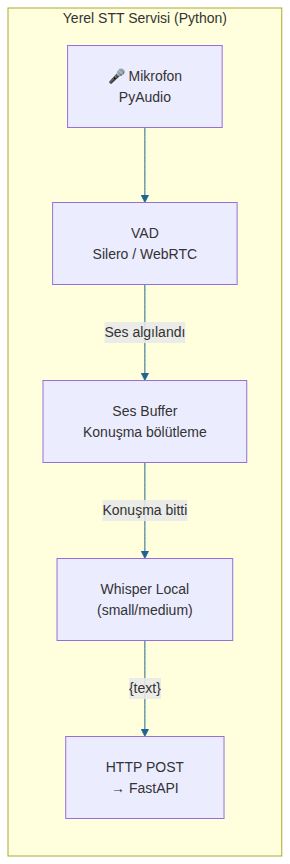 Yerel STT Servisi (Python)
🎤 Mikrofon
PyAudio
VAD
Silero / WebRTC
Ses algılandı
Ses Buffer
Konuşma bölütleme
Konuşma bitti
Whisper Local
(small/medium)
{text}
HTTP POST
→ FastAPI